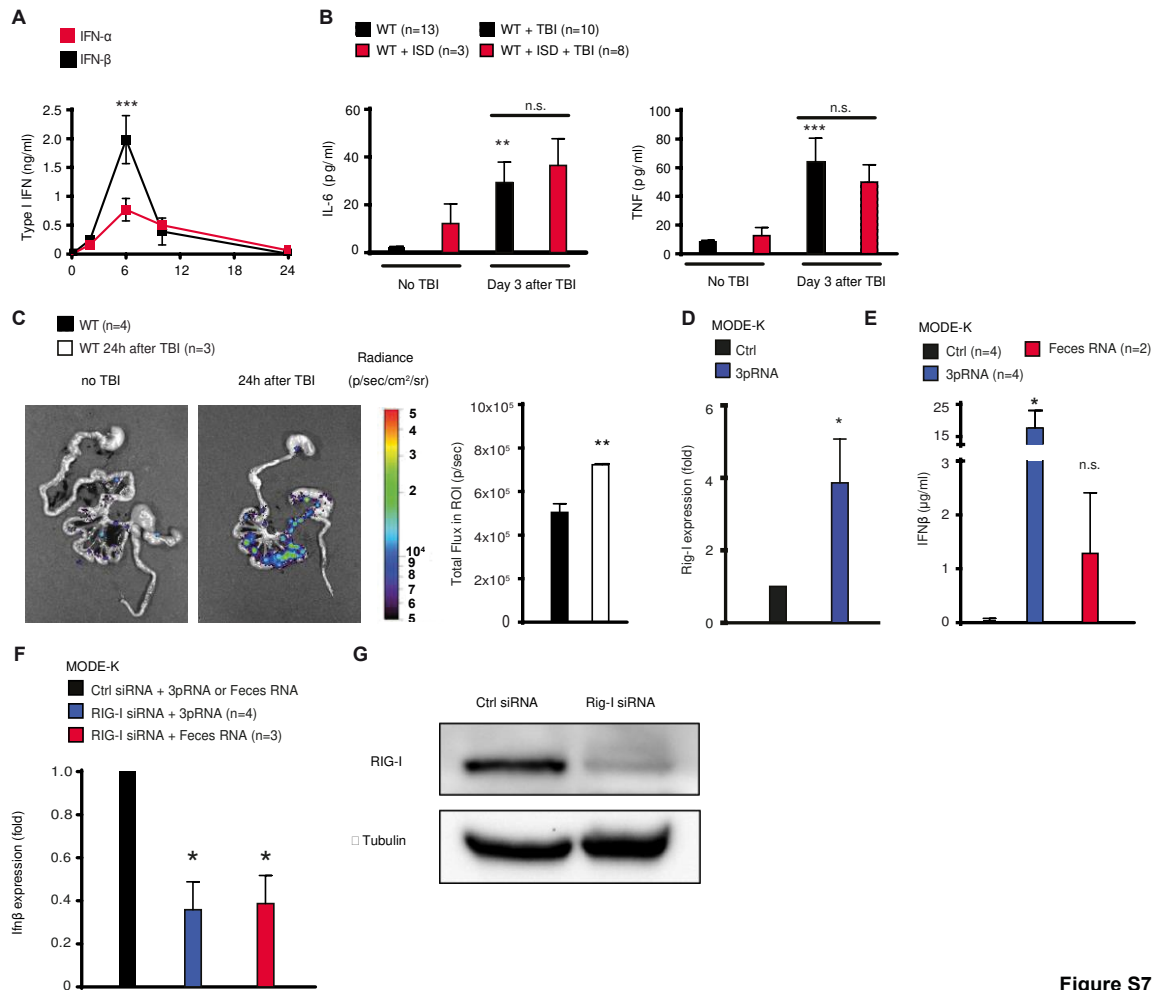 A
IFN-α
IFN-β
Type I IFN (ng/ml)
2.5
2.0
1.5
1
0.5
0
***
0 6 12 18 24
B
WT (n=13)
WT + TBI (n=10)
WT + ISD (n=3)
WT + ISD + TBI (n=8)
IL-6 (pg/ml)
60
40
20
0
**
n.s.
No TBI
Day 3 after TBI
TNF (pg/ml)
100
80
60
40
20
0
***
n.s.
No TBI
Day 3 after TBI
C
WT (n=4)
WT 24h after TBI (n=3)
no TBI
24h after TBI
Radiance
(p/sec/cm²/sr)
5
4
3
2
10⁴
9
8
7
6
5
Total Flux in ROI (p/sec)
10x10⁵
8x10⁵
6x10⁵
4x10⁵
2x10⁵
0
**
D
MODE-K
Ctrl
3pRNA
Rig-I expression (fold)
6
4
2
0
*
E
MODE-K
Ctrl (n=4)
Feces RNA (n=2)
3pRNA (n=4)
IFNβ (µg/ml)
25
15
3
2
1
0
*
n.s.
F
MODE-K
Ctrl siRNA + 3pRNA or Feces RNA
RIG-I siRNA + 3pRNA (n=4)
RIG-I siRNA + Feces RNA (n=3)
Ifnβ expression (fold)
1.0
0.8
0.6
0.4
0.2
0
*
*
G
Ctrl siRNA
Rig-I siRNA
RIG-I
□ Tubulin
Figure S7